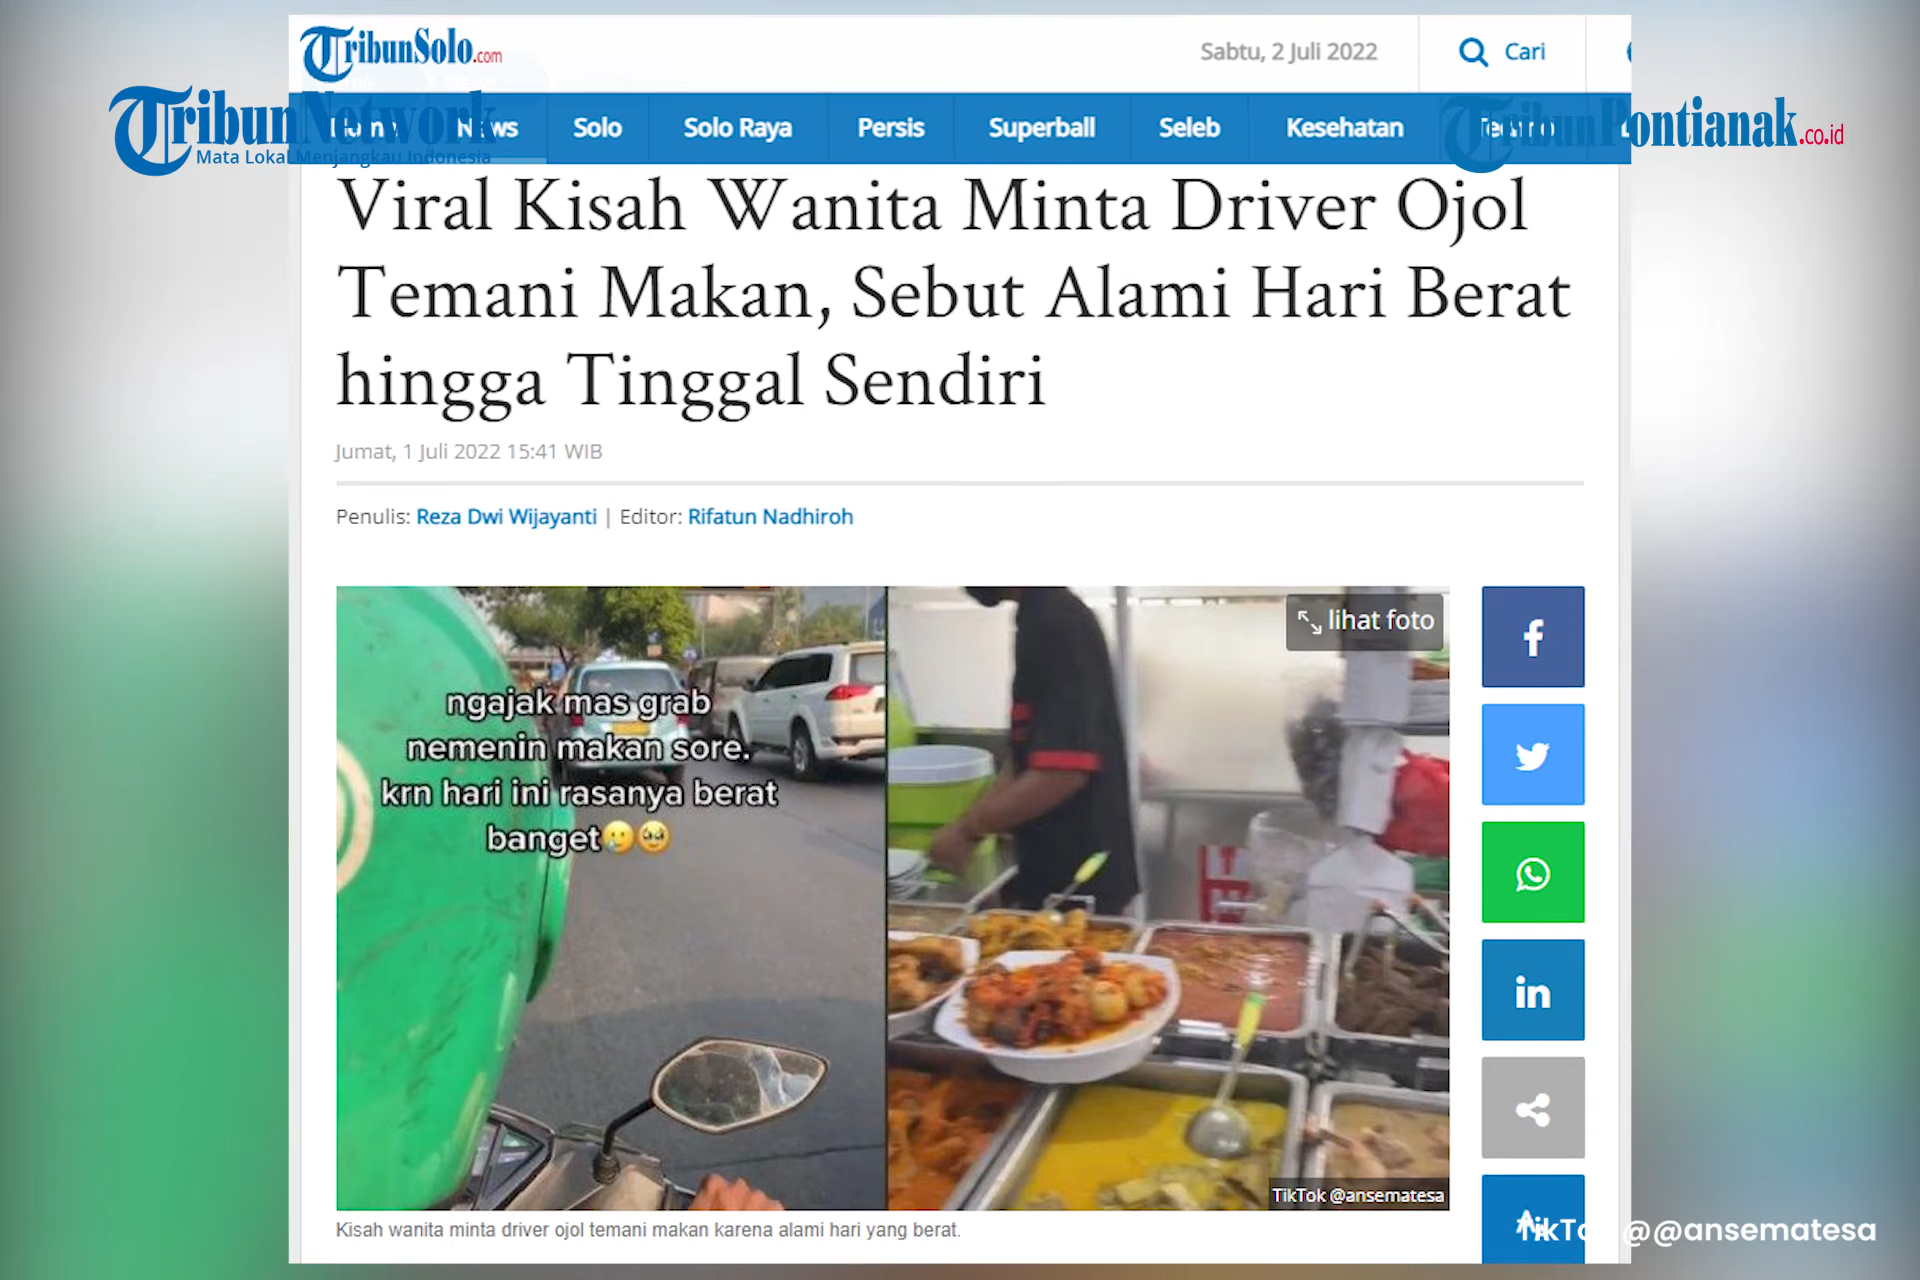 TribunSolo.com
Sabtu, 2 Juli 2022
Cari
TribunNetwork
Mata Lokal Menjangkau Indonesia
News
Solo
Solo Raya
Persis
Superball
Seleb
Kesehatan
TribunPontianak.co.id
Viral Kisah Wanita Minta Driver Ojol
Temani Makan, Sebut Alami Hari Berat
hingga Tinggal Sendiri
Jumat, 1 Juli 2022 15:41 WIB
Penulis: Reza Dwi Wijayanti | Editor: Rifatun Nadhiroh
lihat foto
ngajak mas grab
nemenin makan sore.
krn hari ini rasanya berat
banget🥲🥹
TikTok @ansematesa
Kisah wanita minta driver ojol temani makan karena alami hari yang berat.
TikTok @@ansematesa